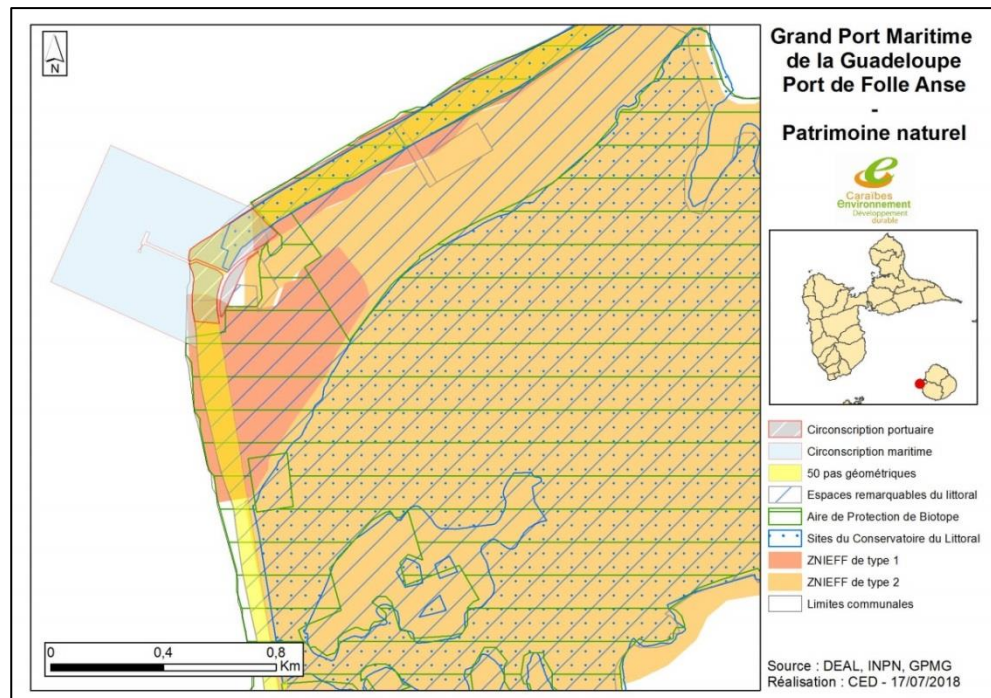 N
Grand Port Maritime
de la Guadeloupe
Port de Folle Anse
-
Patrimoine naturel
Caraïbes
environnement
Développement
durable
Circonscription portuaire
Circonscription maritime
50 pas géométriques
Espaces remarquables du littoral
Aire de Protection de Biotope
Sites du Conservatoire du Littoral
ZNIEFF de type 1
ZNIEFF de type 2
Limites communales
0 0,4 0,8
Km
Source : DEAL, INPN, GPMG
Réalisation : CED - 17/07/2018